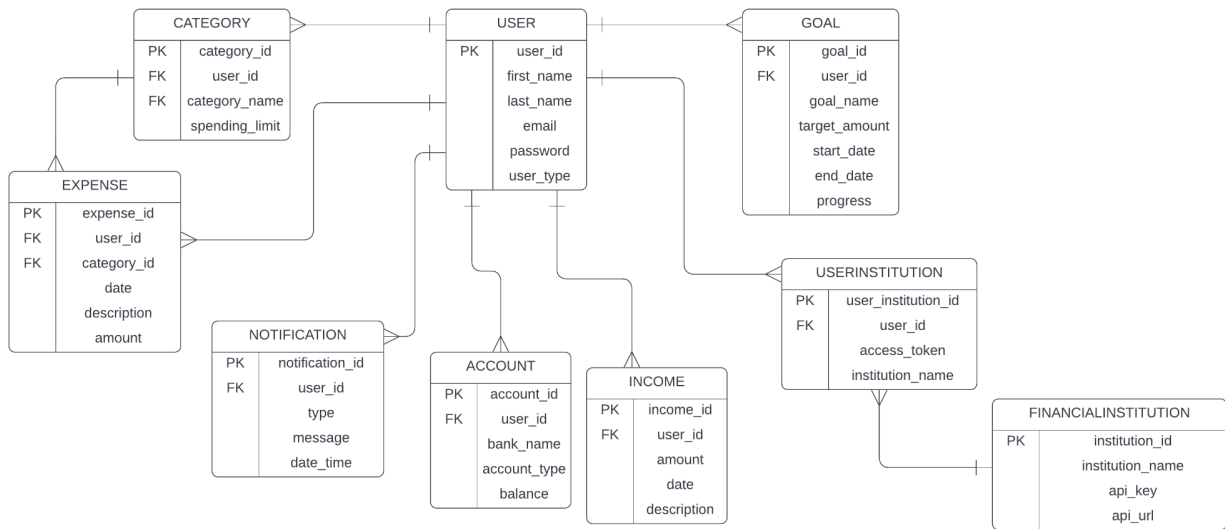 CATEGORY
PK category_id
FK user_id
FK category_name
spending_limit
USER
PK user_id
first_name
last_name
email
password
user_type
GOAL
PK goal_id
FK user_id
goal_name
target_amount
start_date
end_date
progress
EXPENSE
PK expense_id
FK user_id
FK category_id
date
description
amount
NOTIFICATION
PK notification_id
FK user_id
type
message
date_time
ACCOUNT
PK account_id
FK user_id
bank_name
account_type
balance
INCOME
PK income_id
FK user_id
amount
date
description
USERINSTITUTION
PK user_institution_id
FK user_id
access_token
institution_name
FINANCIALINSTITUTION
PK institution_id
institution_name
api_key
api_url